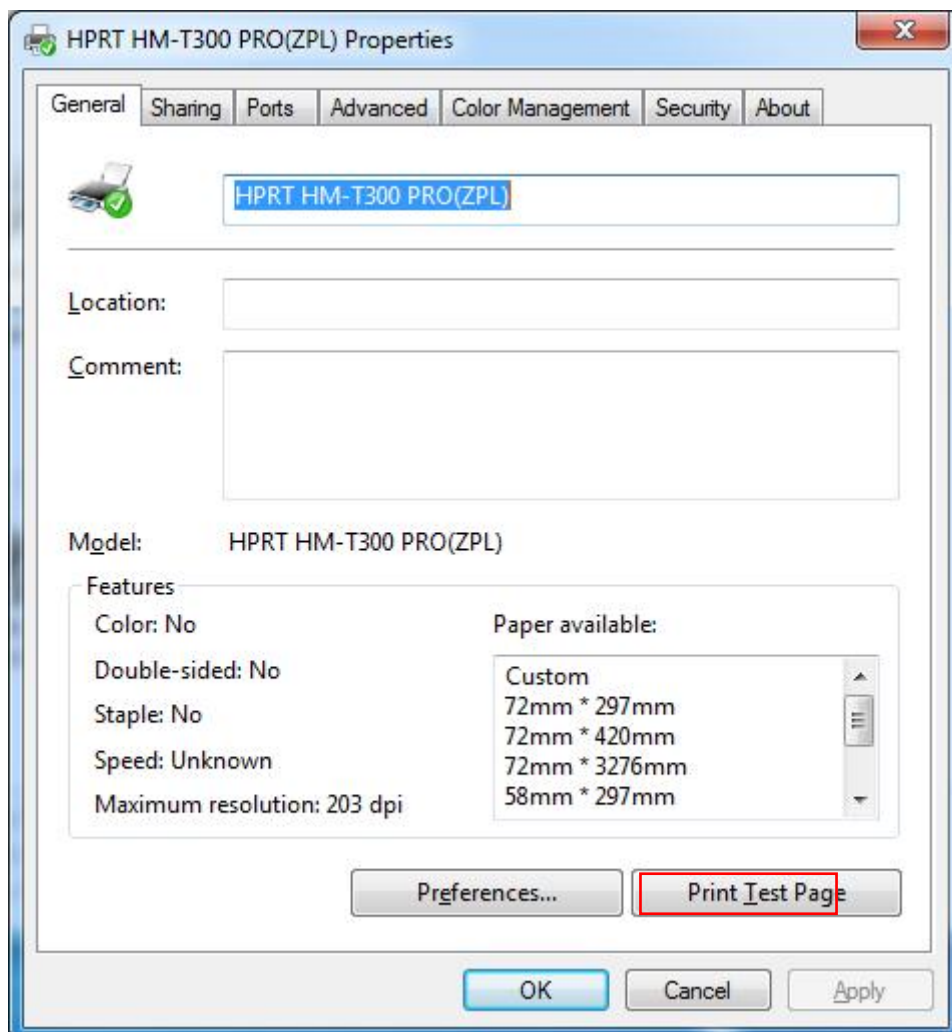 HPRT HM-T300 PRO(ZPL) Properties
General Sharing Ports Advanced Color Management Security About
HPRT HM-T300 PRO(ZPL)
Location:
Comment:
Model: HPRT HM-T300 PRO(ZPL)
Features
Color: No
Double-sided: No
Staple: No
Speed: Unknown
Maximum resolution: 203 dpi
Paper available:
Custom
72mm * 297mm
72mm * 420mm
72mm * 3276mm
58mm * 297mm
Preferences... Print Test Page
OK Cancel Apply